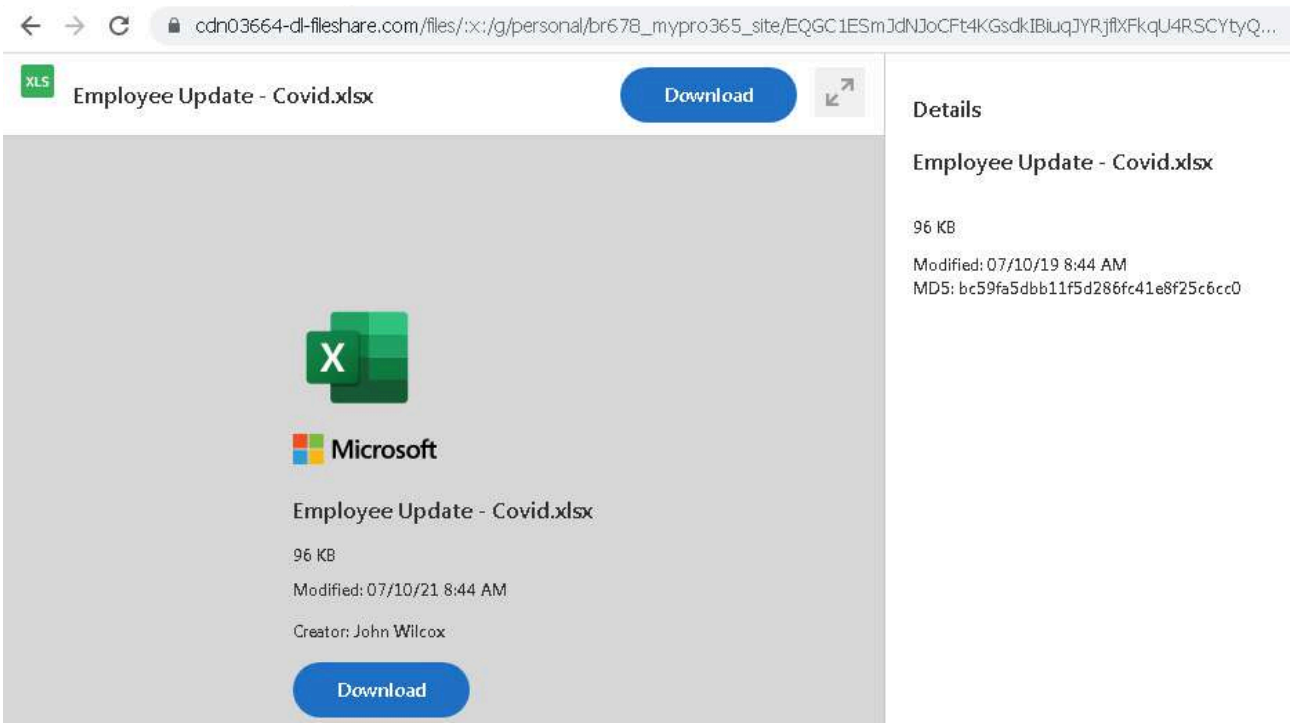 cdn03664-dl-fileshare.com/files/:x:/g/personal/br678_mypro365_site/EQGC1ESmJdNJoCFt4KGsdkIBiuqJYRjflXFkqU4RSCYtyQ...
XLS
Employee Update - Covid.xlsx
Download
X
Microsoft
Employee Update - Covid.xlsx
96 KB
Modified: 07/10/21 8:44 AM
Creator: John Wilcox
Download
Details
Employee Update - Covid.xlsx
96 KB
Modified: 07/10/19 8:44 AM
MD5: bc59fa5dbb11f5d286fc41e8f25c6cc0